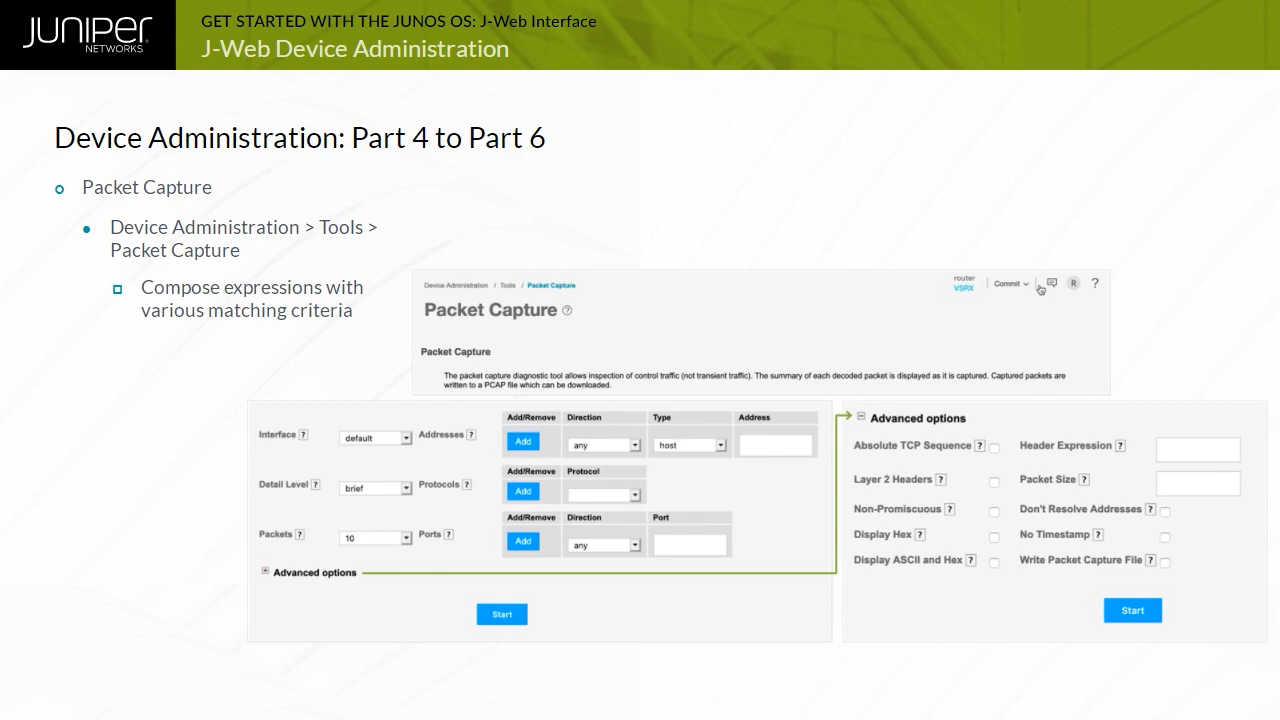 JUNIPER
NETWORKS
GET STARTED WITH THE JUNOS OS: J-Web Interface
J-Web Device Administration
Device Administration: Part 4 to Part 6
Packet Capture
Device Administration > Tools >
Packet Capture
Compose expressions with
various matching criteria
Device Administration / Tools / Packet Capture
router
VSRX
Commit
R
?
Packet Capture ?
Packet Capture
The packet capture diagnostic tool allows inspection of control traffic (not transient traffic). The summary of each decoded packet is displayed as it is captured. Captured packets are
written to a PCAP file which can be downloaded.
Interface ? default Addresses ?
Add/Remove Direction Type Address
Add any host
Detail Level ? brief Protocols ?
Add/Remove Protocol
Add
Packets ? 10 Ports ?
Add/Remove Direction Port
Add any
Advanced options
Start
Advanced options
Absolute TCP Sequence ? Header Expression ?
Layer 2 Headers ? Packet Size ?
Non-Promiscuous ? Don't Resolve Addresses ?
Display Hex ? No Timestamp ?
Display ASCII and Hex ? Write Packet Capture File ?
Start